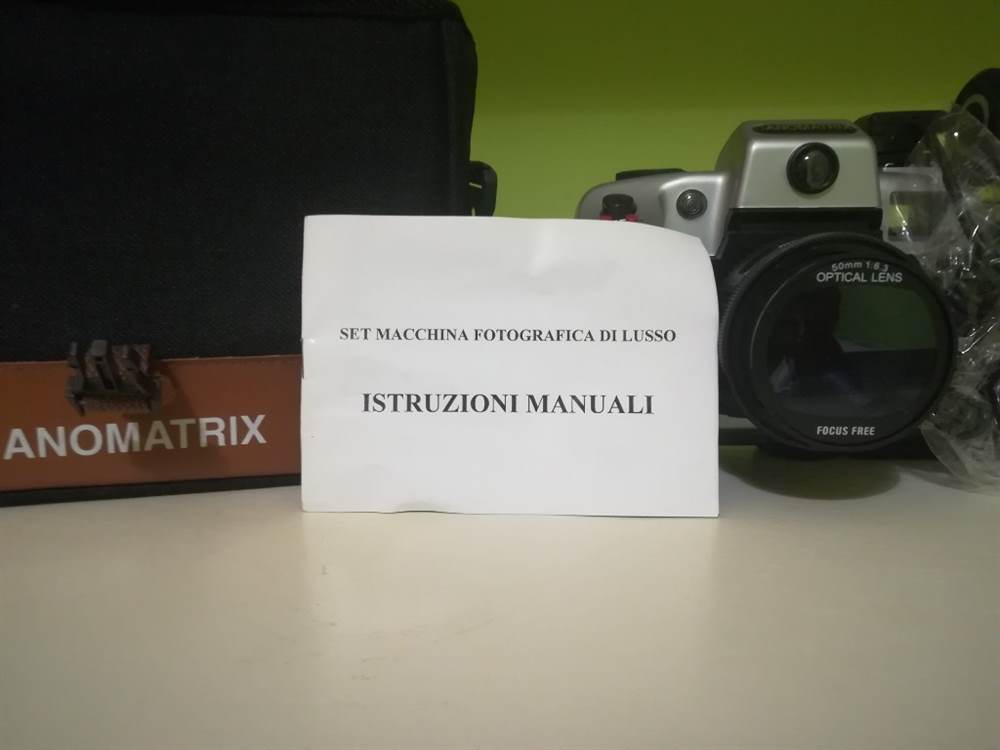 SET MACCHINA FOTOGRAFICA DI LUSSO
ISTRUZIONI MANUALI
ANOMATRIX
50mm 1:6.3
OPTICAL LENS
FOCUS FREE